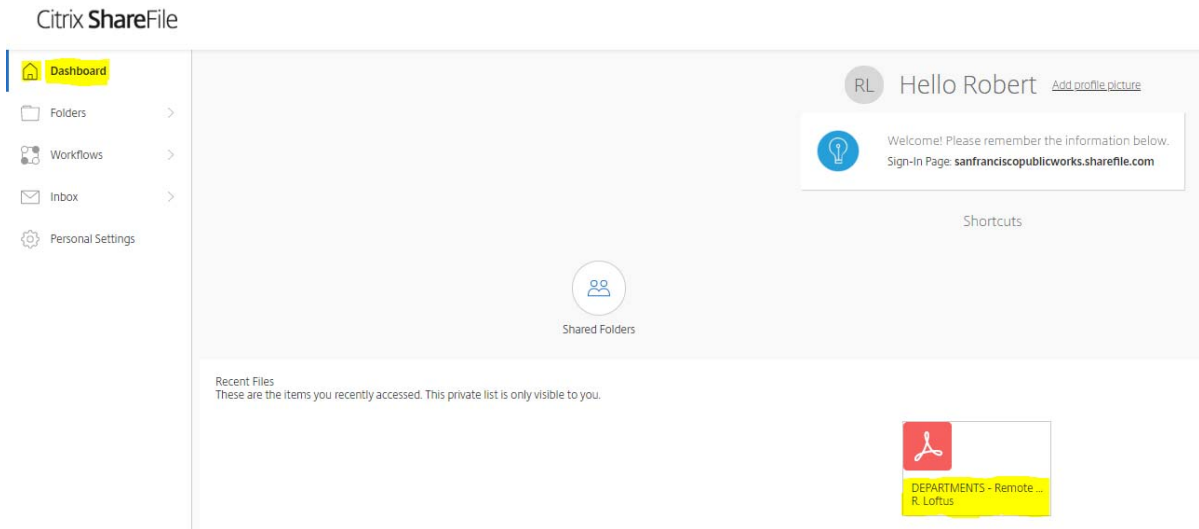 Citrix ShareFile
Dashboard
Folders
Workflows
Inbox
Personal Settings
RL
Hello Robert
Add profile picture
Welcome! Please remember the information below.
Sign-In Page: sanfranciscopublicworks.sharefile.com
Shortcuts
Shared Folders
Recent Files
These are the items you recently accessed. This private list is only visible to you.
DEPARTMENTS - Remote ...
R. Loftus